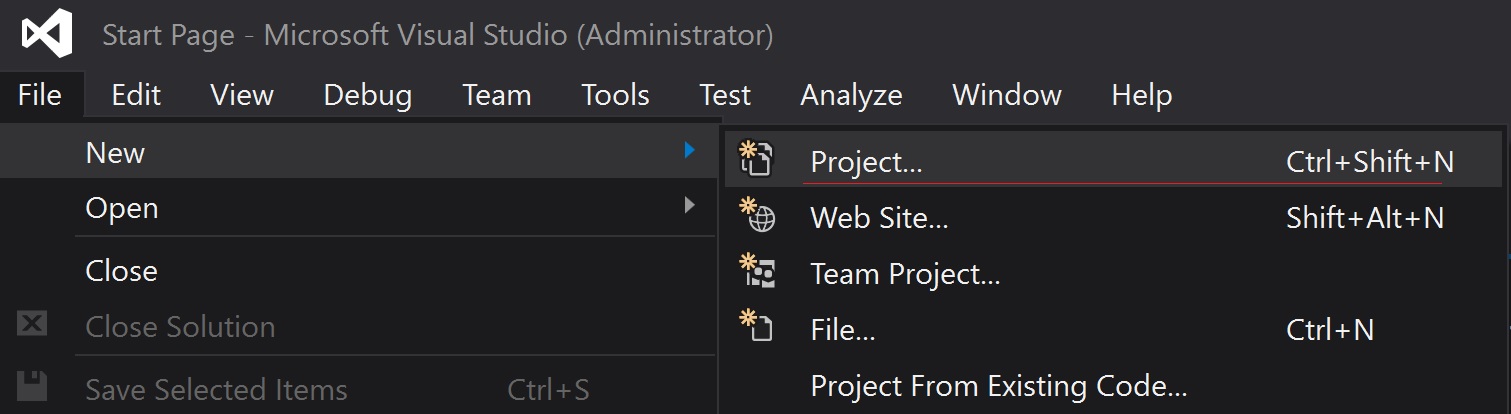 Start Page - Microsoft Visual Studio (Administrator)
File Edit View Debug Team Tools Test Analyze Window Help
New
Project... Ctrl+Shift+N
Open
Web Site... Shift+Alt+N
Close
Team Project...
Close Solution
File... Ctrl+N
Save Selected Items Ctrl+S
Project From Existing Code...